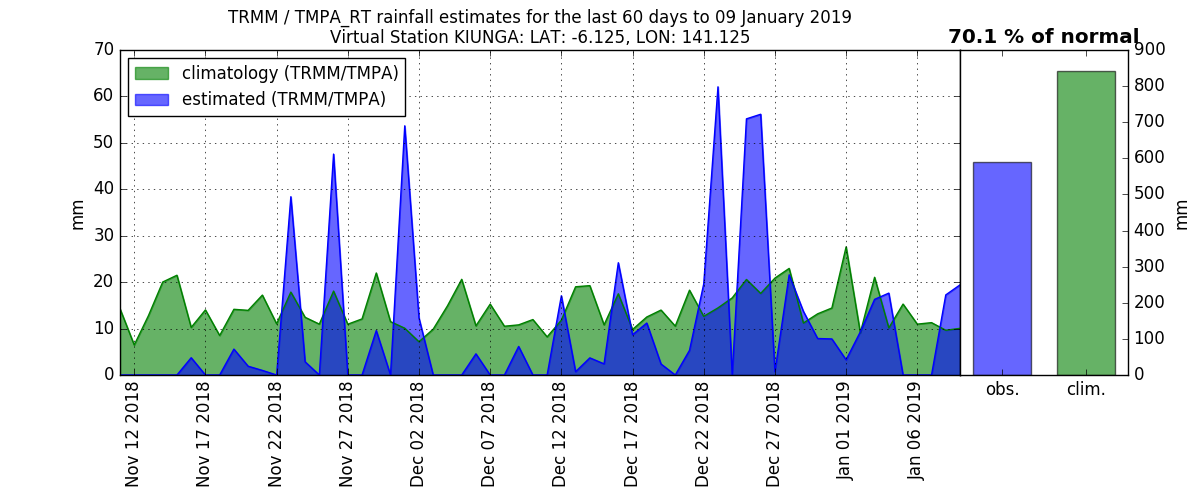 TRMM / TMPA_RT rainfall estimates for the last 60 days to 09 January 2019
Virtual Station KIUNGA: LAT: -6.125, LON: 141.125
70.1 % of normal
climatology (TRMM/TMPA)
estimated (TRMM/TMPA)
mm
70
60
50
40
30
20
10
0
Nov 12 2018
Nov 17 2018
Nov 22 2018
Nov 27 2018
Dec 02 2018
Dec 07 2018
Dec 12 2018
Dec 17 2018
Dec 22 2018
Dec 27 2018
Jan 01 2019
Jan 06 2019
obs.
clim.
900
800
700
600
500
400
300
200
100
0
mm